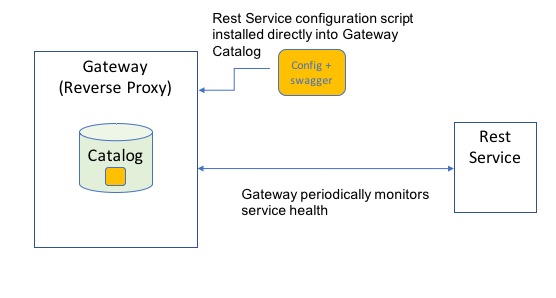 Rest Service configuration script
installed directly into Gateway
Catalog
Gateway
(Reverse Proxy)
Config +
swagger
Catalog
Rest
Service
Gateway periodically monitors
service health